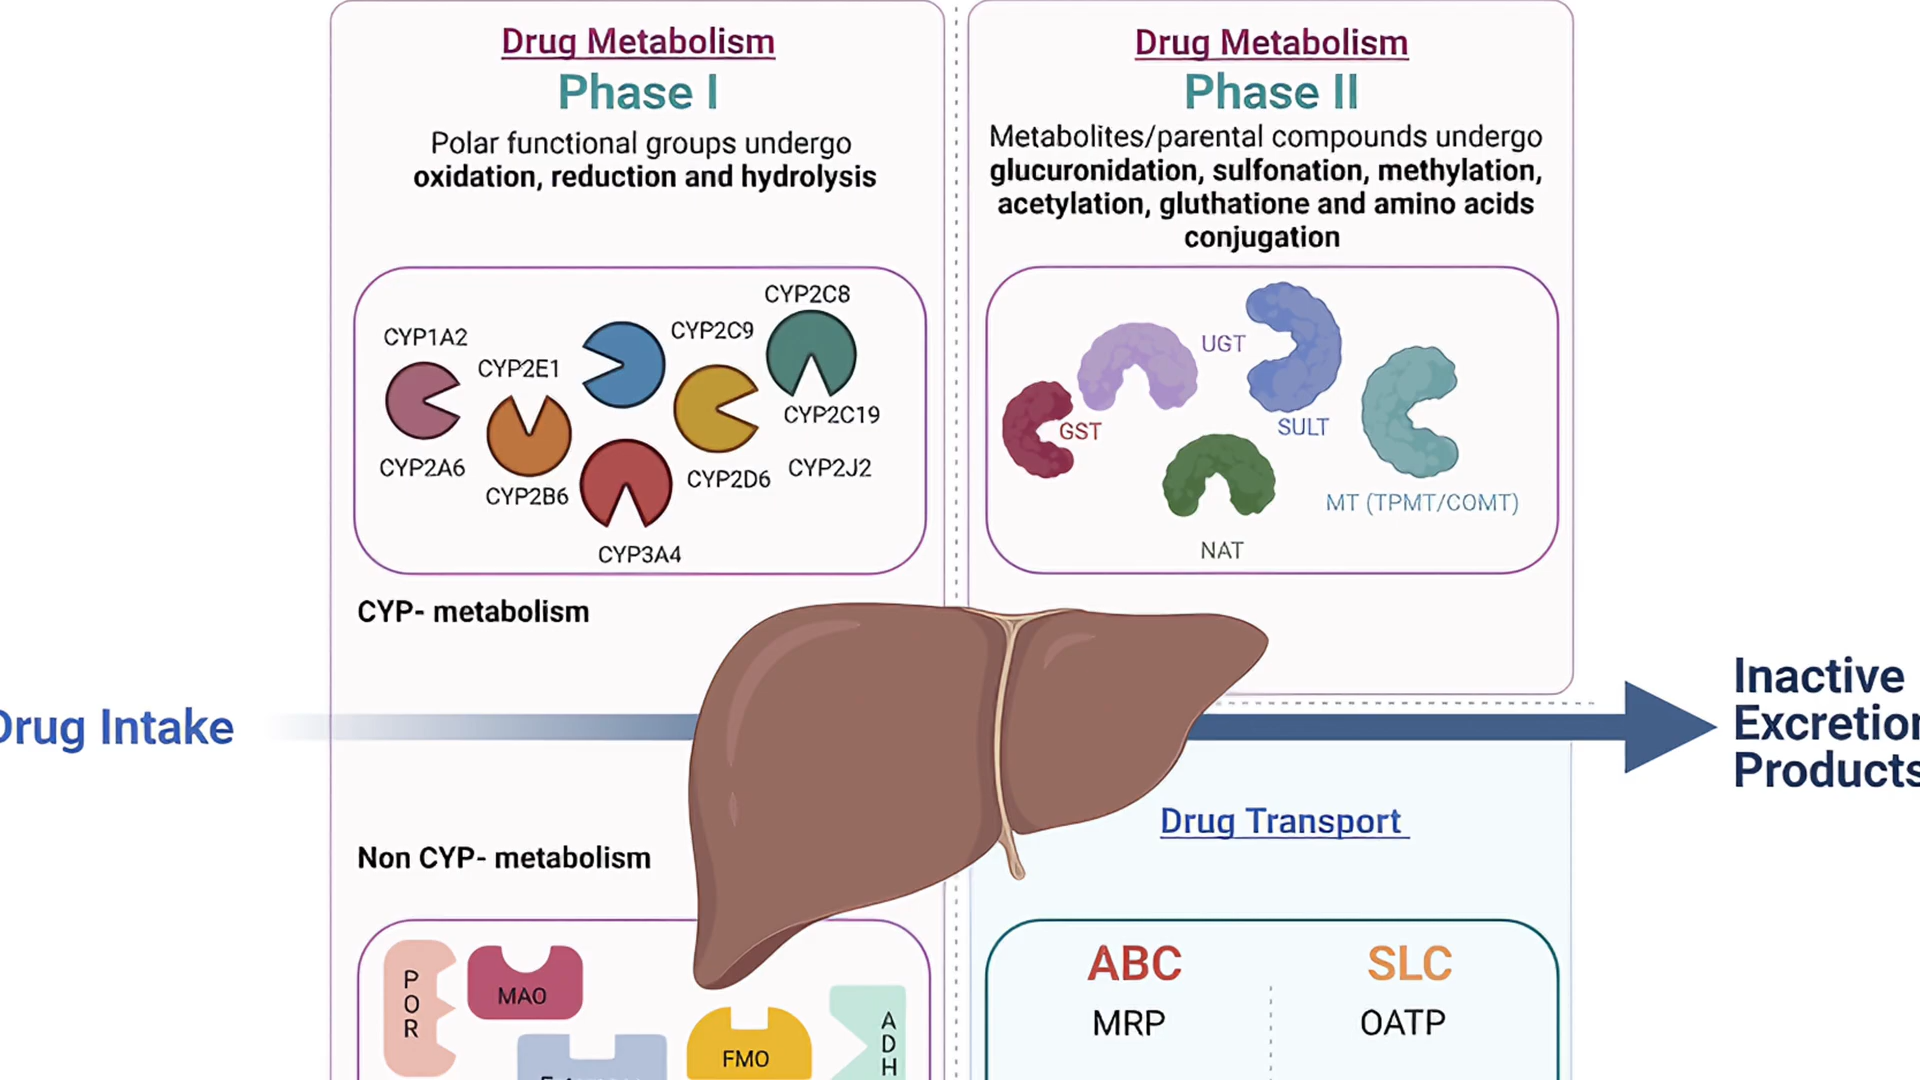 Drug Metabolism
Phase I
Polar functional groups undergo
oxidation, reduction and hydrolysis
CYP2C8
CYP1A2
CYP2C9
CYP2E1
CYP2C19
CYP2A6
CYP2B6
CYP2D6
CYP2J2
CYP3A4
CYP- metabolism
Drug Metabolism
Phase II
Metabolites/parental compounds undergo
glucuronidation, sulfonation, methylation,
acetylation, gluthatione and amino acids
conjugation
UGT
GST
SULT
MT (TPMT/COMT)
NAT
Drug Intake
Inactive
Excretion
Products
Non CYP- metabolism
POR
MAO
FMO
ADH
Drug Transport
ABC
SLC
MRP
OATP